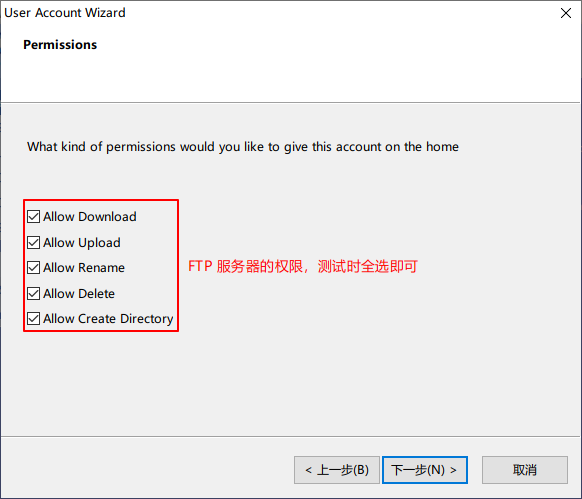 User Account Wizard
Permissions
What kind of permissions would you like to give this account on the home
Allow Download
Allow Upload
Allow Rename
Allow Delete
Allow Create Directory
FTP 服务器的权限，测试时全选即可
< 上一步(B)
下一步(N) >
取消